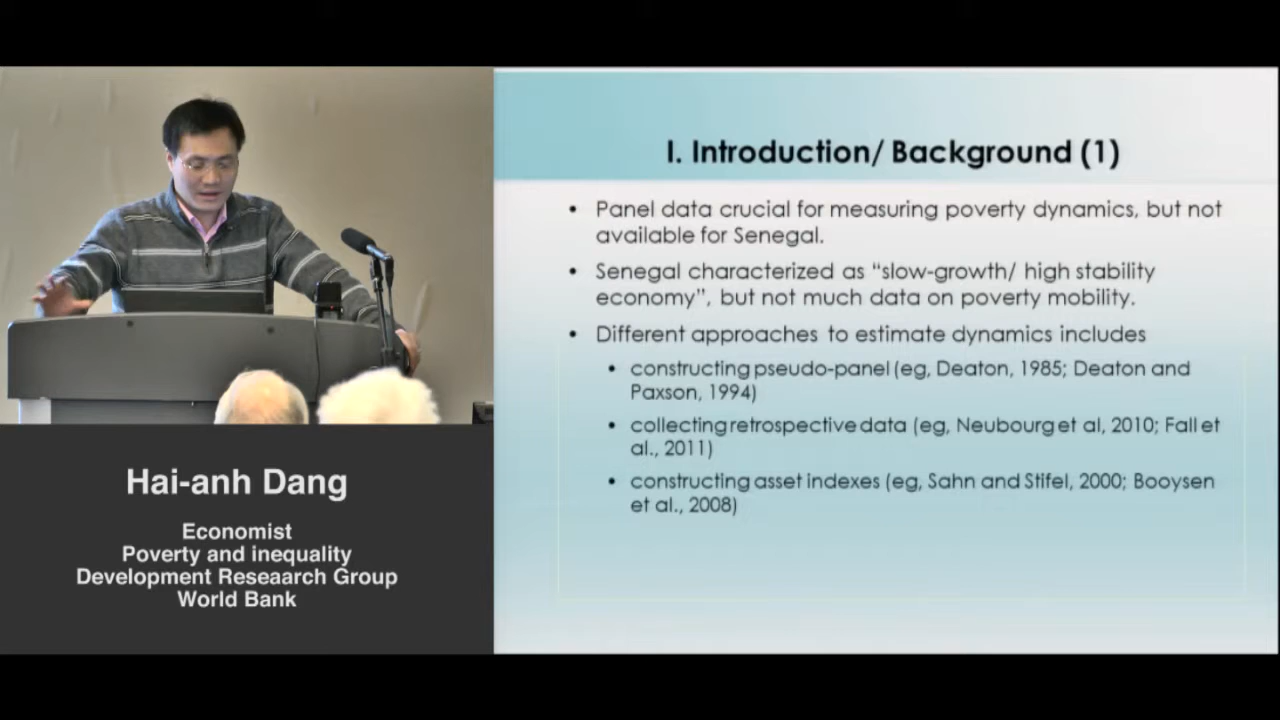 I. Introduction/ Background (1)
• Panel data crucial for measuring poverty dynamics, but not
available for Senegal.
• Senegal characterized as “slow-growth/ high stability
economy”, but not much data on poverty mobility.
• Different approaches to estimate dynamics includes
• constructing pseudo-panel (eg, Deaton, 1985; Deaton and
Paxson, 1994)
• collecting retrospective data (eg, Neubourg et al, 2010; Fall et
al., 2011)
• constructing asset indexes (eg, Sahn and Stifel, 2000; Booysen
et al., 2008)
Hai-anh Dang
Economist
Poverty and inequality
Development Reseaarch Group
World Bank